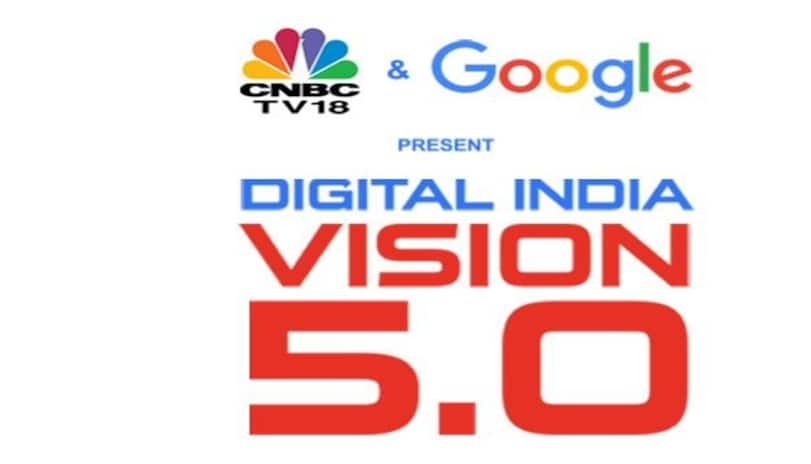 CNBC TV18 & Google
PRESENT
DIGITAL INDIA
VISION
5.0